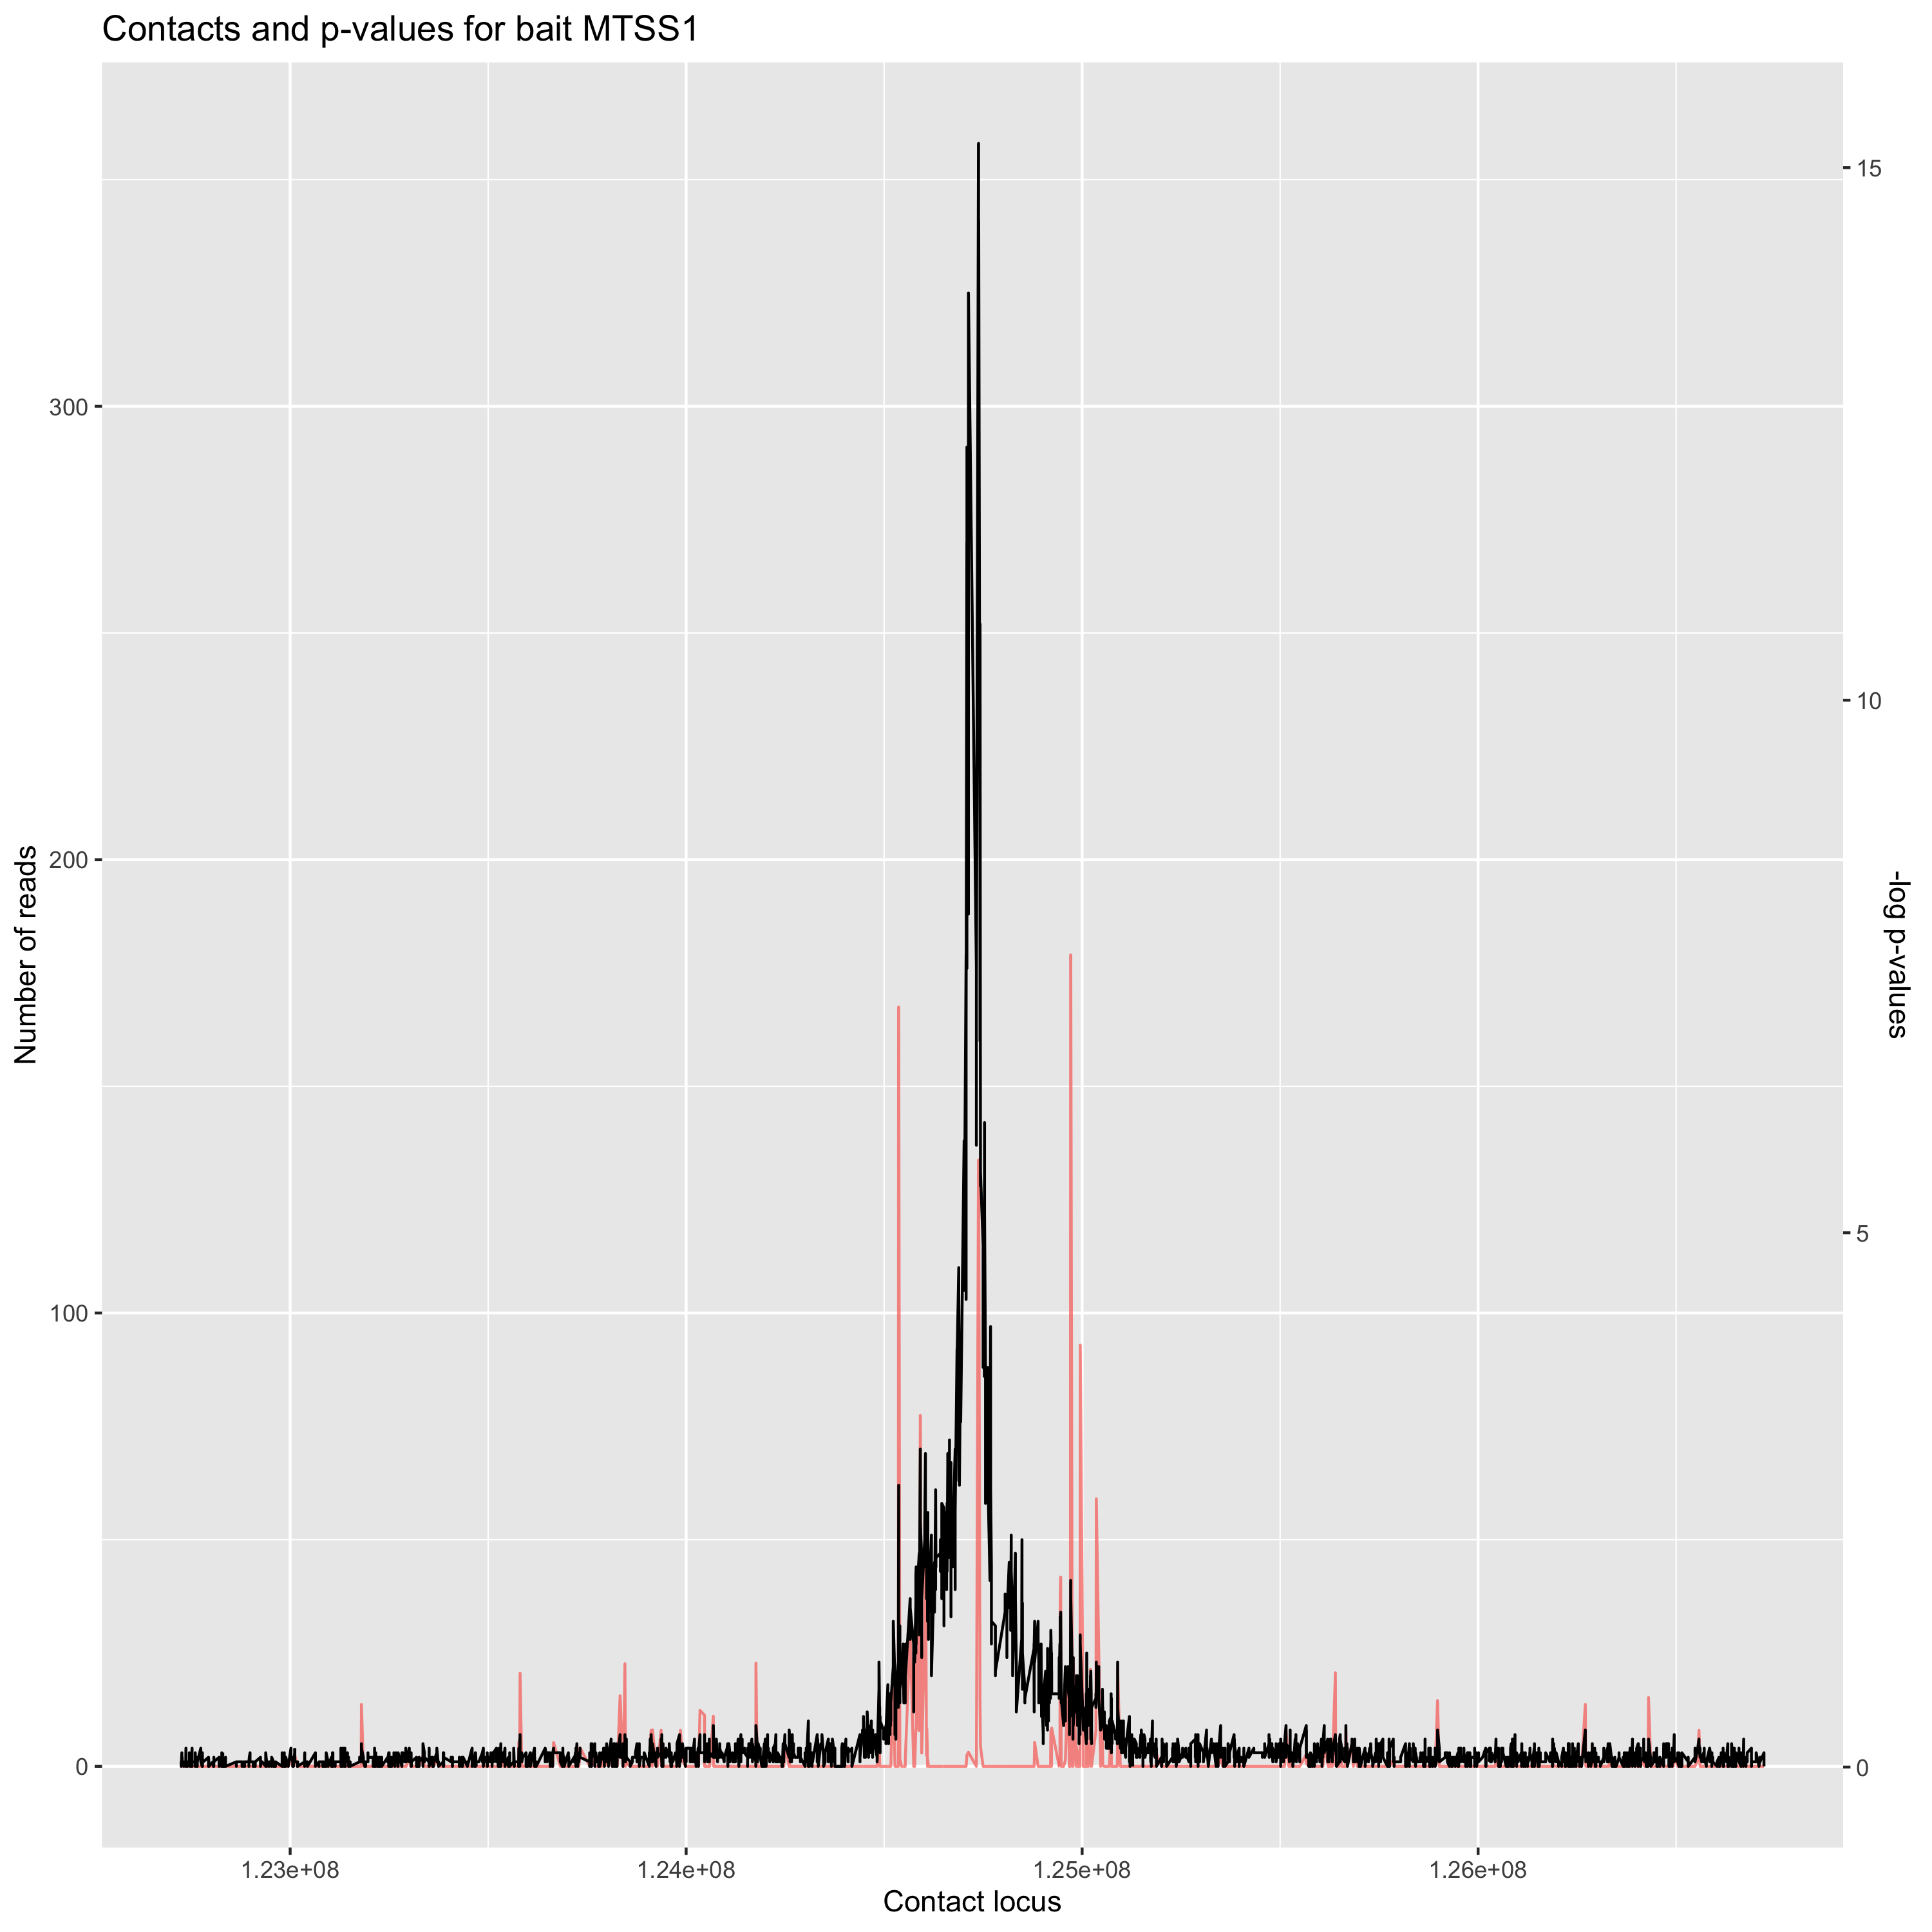 Contacts and p-values for bait MTSS1
Number of reads
300
200
100
0
15
10
5
0
-log p-values
1.23e+08
1.24e+08
1.25e+08
1.26e+08
Contact locus